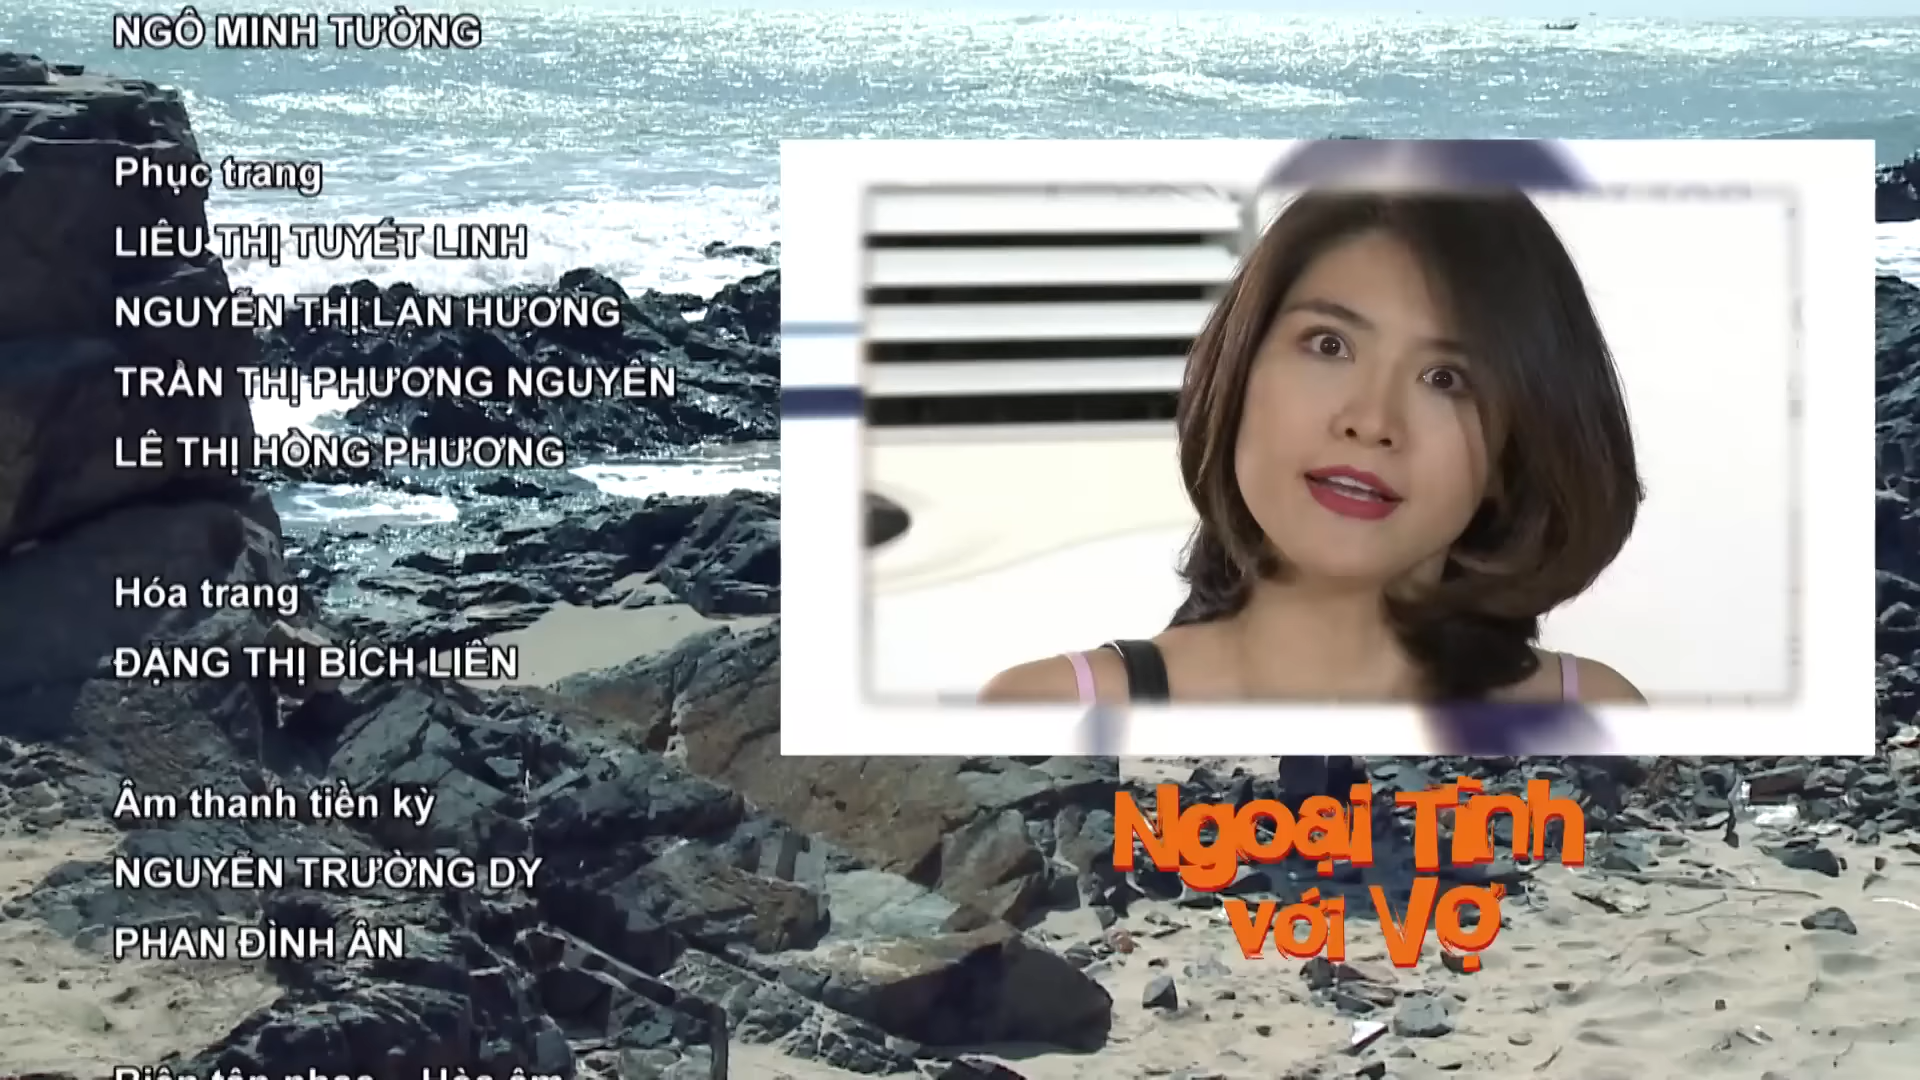 NGÔ MINH TƯỜNG
Phục trang
LIÊU THỊ TUYẾT LINH
NGUYỄN THỊ LAN HƯƠNG
TRẦN THỊ PHƯƠNG NGUYÊN
LÊ THỊ HỒNG PHƯƠNG
Hóa trang
ĐẶNG THỊ BÍCH LIÊN
Âm thanh tiền kỳ
NGUYỄN TRƯỜNG DY
PHAN ĐÌNH ÂN
Ngoại Tình
với Vợ